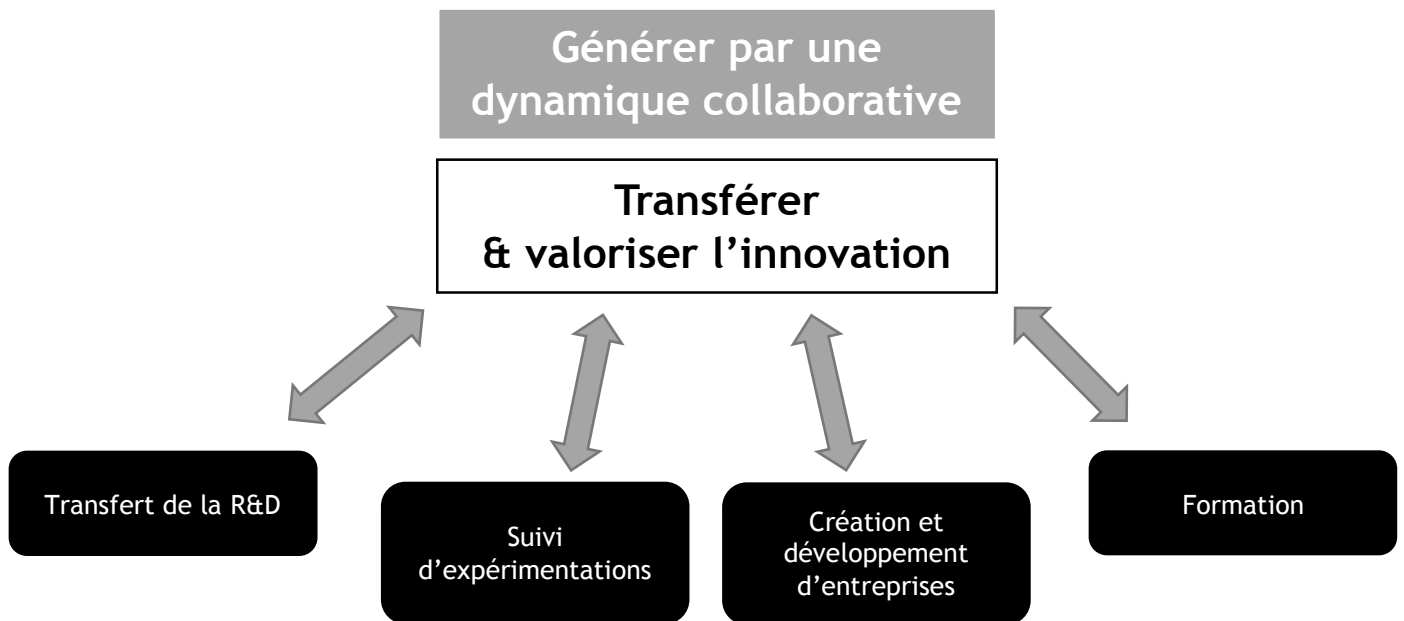 Générer par une
dynamique collaborative
Transférer
& valoriser l’innovation
Transfert de la R&D
Suivi
d’expérimentations
Création et
développement
d’entreprises
Formation